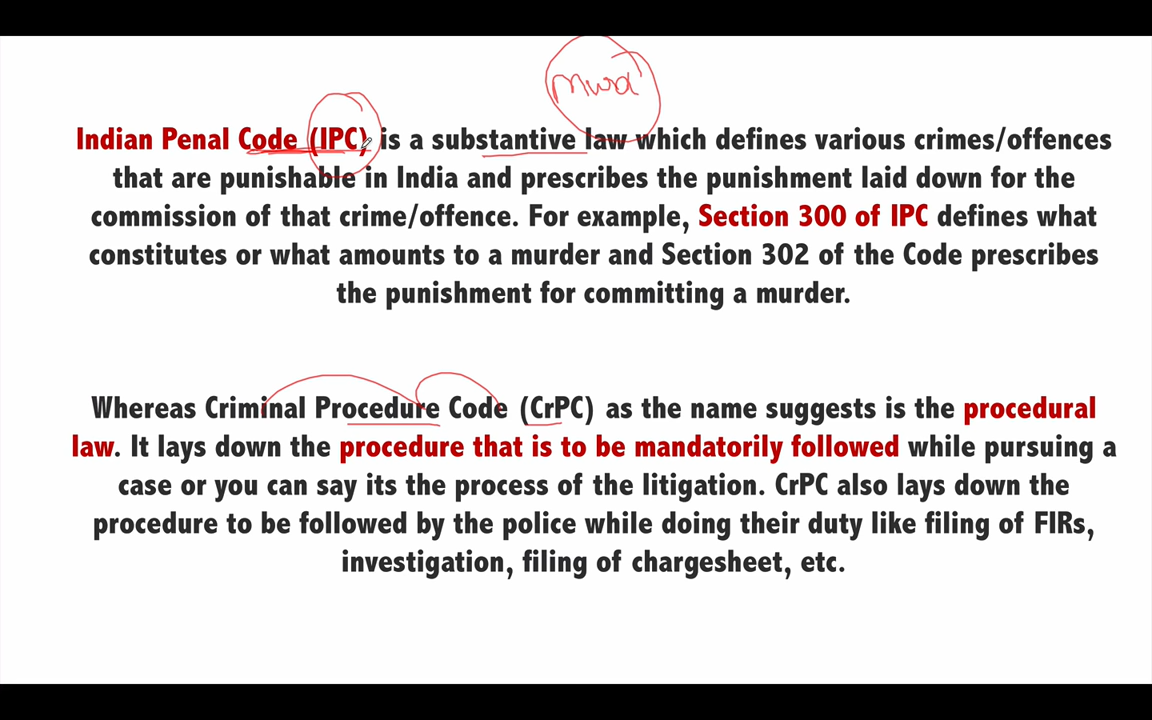 Indian Penal Code (IPC) is a substantive law which defines various crimes/offences
that are punishable in India and prescribes the punishment laid down for the
commission of that crime/offence. For example, Section 300 of IPC defines what
constitutes or what amounts to a murder and Section 302 of the Code prescribes
the punishment for committing a murder.
Whereas Criminal Procedure Code (CrPC) as the name suggests is the procedural
law. It lays down the procedure that is to be mandatorily followed while pursuing a
case or you can say its the process of the litigation. CrPC also lays down the
procedure to be followed by the police while doing their duty like filing of FIRs,
investigation, filing of chargesheet, etc.